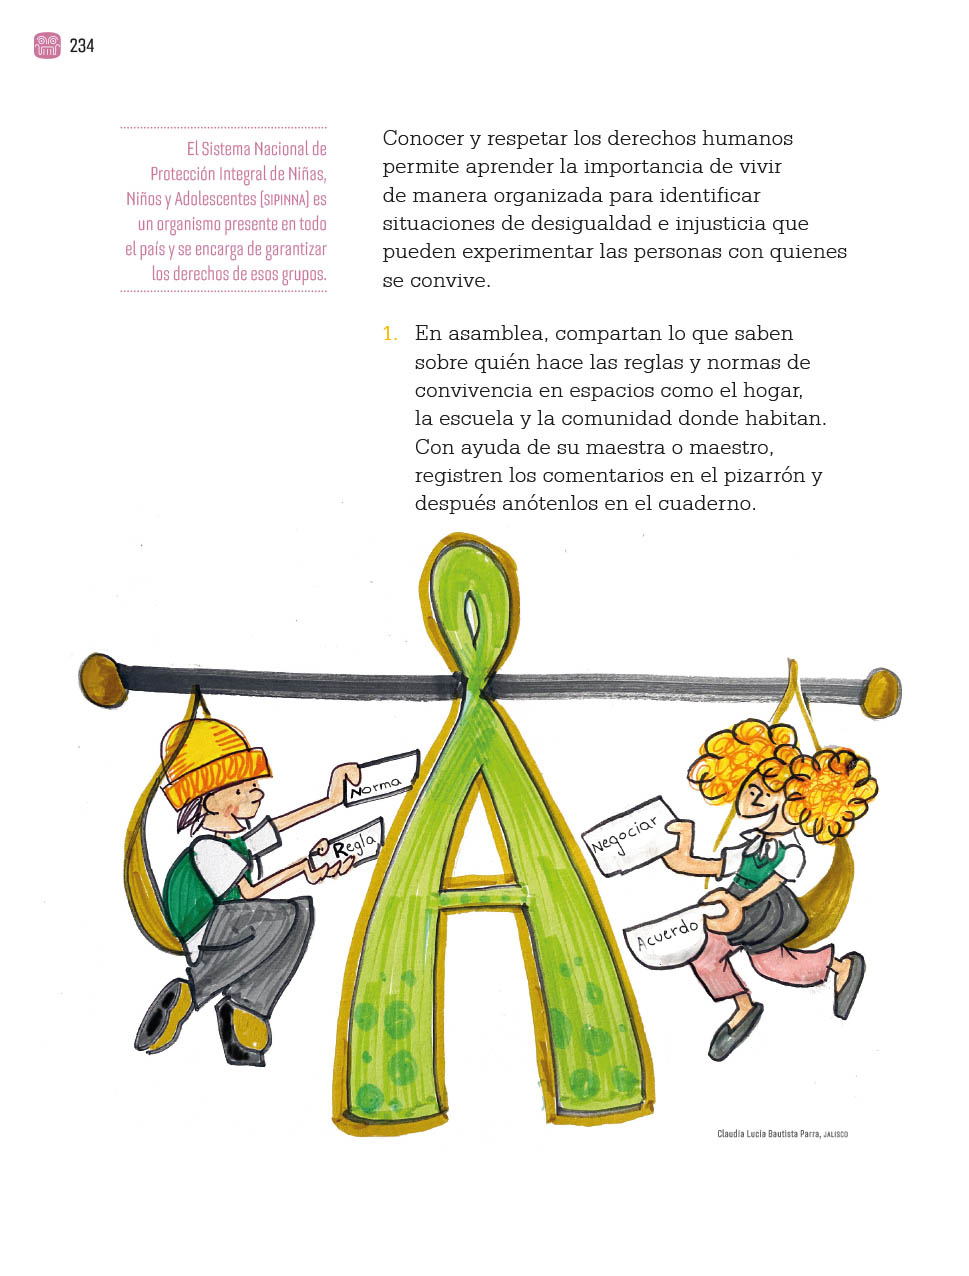 234
El Sistema Nacional de
Protección Integral de Niñas,
Niños y Adolescentes (SIPINNA) es
un organismo presente en todo
el país y se encarga de garantizar
los derechos de esos grupos.
Conocer y respetar los derechos humanos
permite aprender la importancia de vivir
de manera organizada para identificar
situaciones de desigualdad e injusticia que
pueden experimentar las personas con quienes
se convive.
1. En asamblea, compartan lo que saben
sobre quién hace las reglas y normas de
convivencia en espacios como el hogar,
la escuela y la comunidad donde habitan.
Con ayuda de su maestra o maestro,
registren los comentarios en el pizarrón y
después anótenlos en el cuaderno.
Norma
Regla
Negociar
Acuerdo
Claudia Lucía Bautista Parra, JALISCO